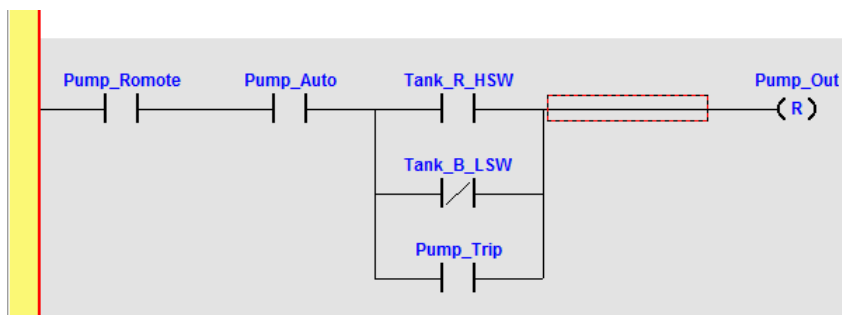 Pump_Romote Pump_Auto Tank_R_HSW Pump_Out
R
Tank_B_LSW
Pump_Trip